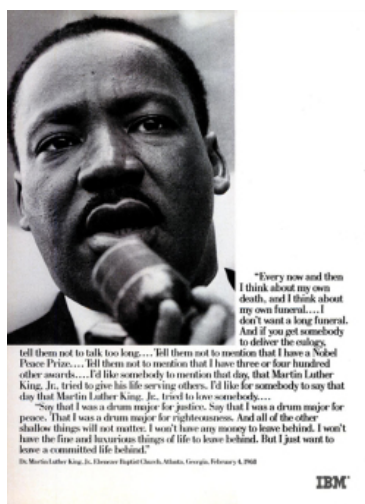 “Every now and then
I think about my own
death, and I think about
my own funeral.... I
don't want a long funeral.
And if you get somebody
to deliver the eulogy,
tell them not to talk too long.... Tell them not to mention that I have a Nobel
Peace Prize.... Tell them not to mention that I have three or four hundred
other awards....I'd like somebody to mention that day, that Martin Luther
King, Jr., tried to give his life serving others. I'd like for somebody to say that
day that Martin Luther King, Jr., tried to love somebody....
“Say that I was a drum major for justice. Say that I was a drum major for
peace. That I was a drum major for righteousness. And all of the other
shallow things will not matter. I won't have any money to leave behind. I won't
have the fine and luxurious things of life to leave behind. But I just want to
leave a committed life behind.”
Dr. Martin Luther King, Jr., Ebenezer Baptist Church, Atlanta, Georgia, February 4, 1968
IBM